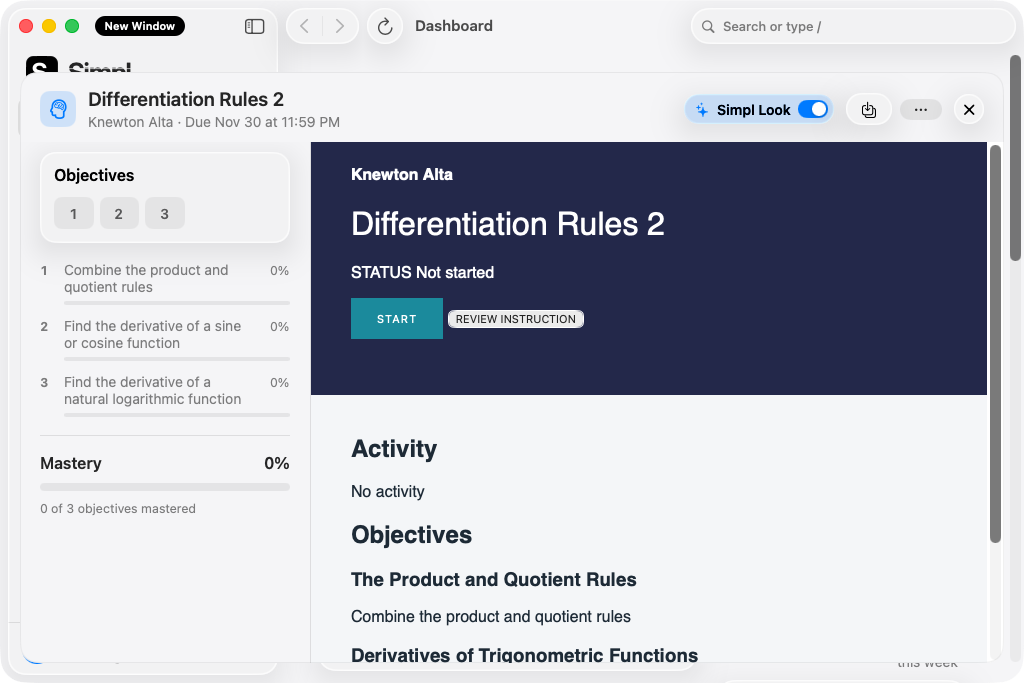 New Window
Dashboard
Search or type /
Simpl
Differentiation Rules 2
Knewton Alta · Due Nov 30 at 11:59 PM
Simpl Look
Objectives
1 2 3
1 Combine the product and quotient rules 0%
2 Find the derivative of a sine or cosine function 0%
3 Find the derivative of a natural logarithmic function 0%
Mastery 0%
0 of 3 objectives mastered
Knewton Alta
Differentiation Rules 2
STATUS Not started
START
REVIEW INSTRUCTION
Activity
No activity
Objectives
The Product and Quotient Rules
Combine the product and quotient rules
Derivatives of Trigonometric Functions
this week